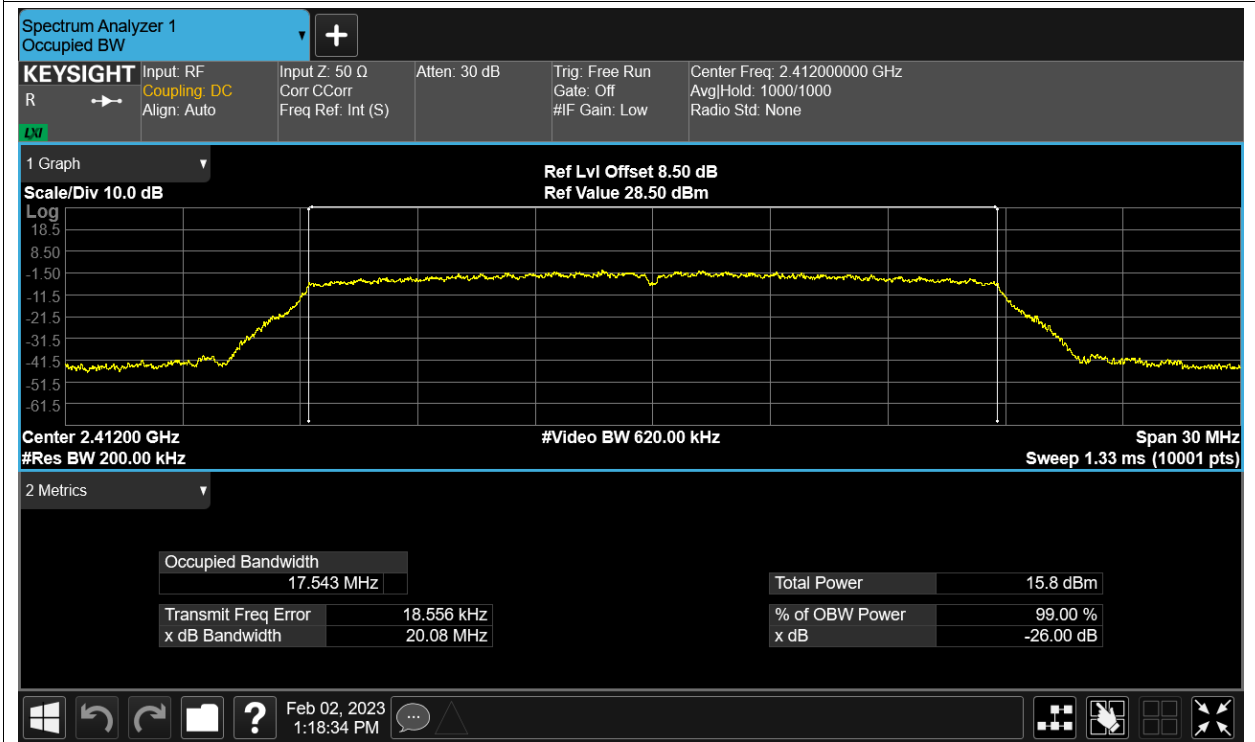 Spectrum Analyzer 1
Occupied BW
KEYSIGHT
R
LXI
Input: RF
Coupling: DC
Align: Auto
Input Z: 50 Ω
Corr CCorr
Freq Ref: Int (S)
Atten: 30 dB
Trig: Free Run
Gate: Off
#IF Gain: Low
Center Freq: 2.412000000 GHz
Avg|Hold: 1000/1000
Radio Std: None
1 Graph
Scale/Div 10.0 dB
Ref Lvl Offset 8.50 dB
Ref Value 28.50 dBm
Log
18.5
8.50
-1.50
-11.5
-21.5
-31.5
-41.5
-51.5
-61.5
Center 2.41200 GHz
#Video BW 620.00 kHz
Span 30 MHz
#Res BW 200.00 kHz
Sweep 1.33 ms (10001 pts)
2 Metrics
Occupied Bandwidth
17.543 MHz
Total Power 15.8 dBm
Transmit Freq Error 18.556 kHz
% of OBW Power 99.00 %
x dB Bandwidth 20.08 MHz
x dB -26.00 dB
?
Feb 02, 2023
1:18:34 PM